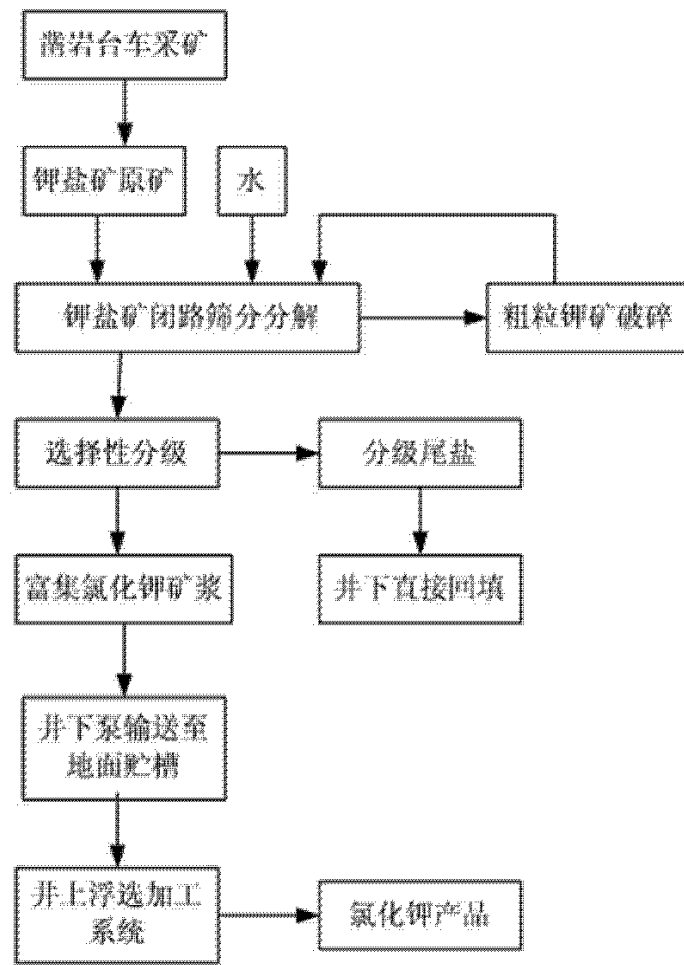 凿岩台车采矿
钾盐矿原矿
水
钾盐矿闭路筛分分解
粗粒钾矿破碎
选择性分级
分级尾盐
富集氯化钾矿浆
井下直接回填
井下泵输送至
地面贮槽
井上浮选加工
系统
氯化钾产品